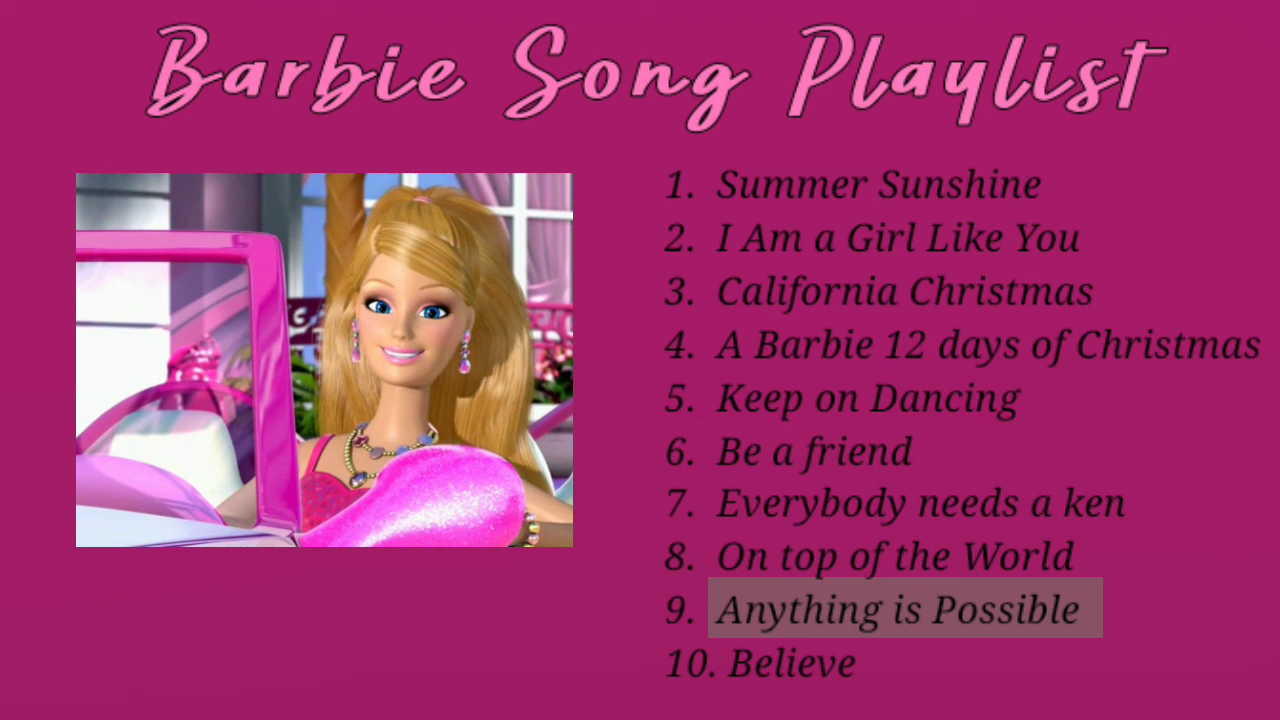 Barbie Song Playlist
1. Summer Sunshine
2. I Am a Girl Like You
3. California Christmas
4. A Barbie 12 days of Christmas
5. Keep on Dancing
6. Be a friend
7. Everybody needs a ken
8. On top of the World
9. Anything is Possible
10. Believe